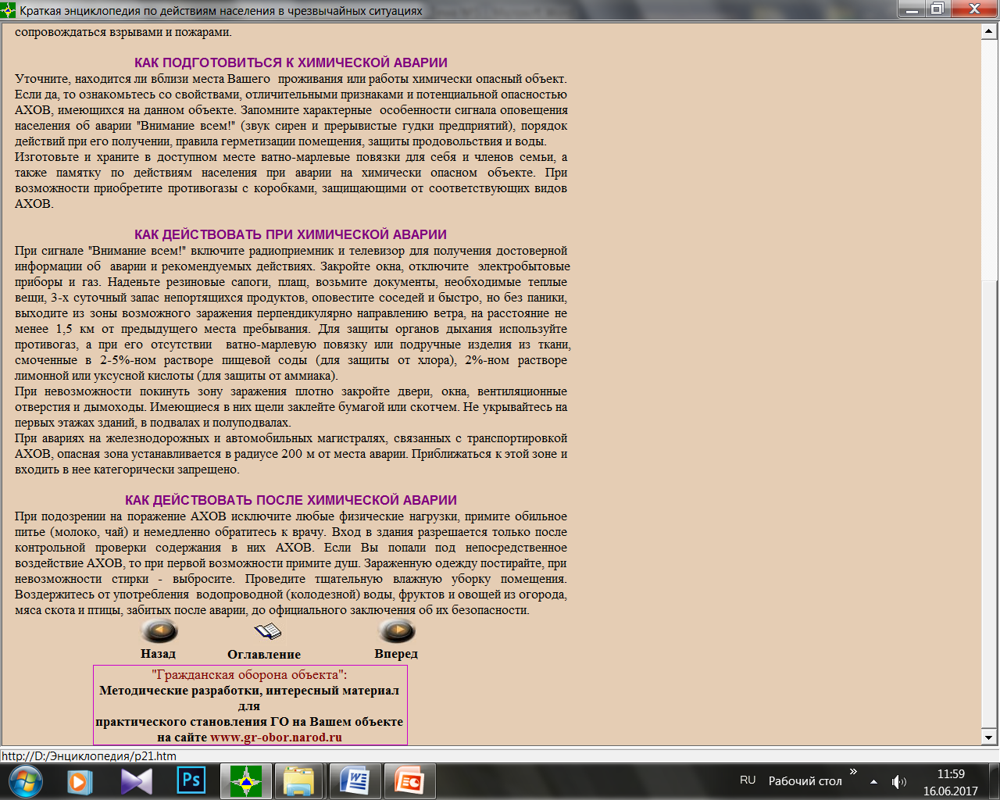 Краткая энциклопедия по действиям населения в чрезвычайных ситуациях
сопровождаться взрывами и пожарами.
КАК ПОДГОТОВИТЬСЯ К ХИМИЧЕСКОЙ АВАРИИ
Уточните, находится ли вблизи места Вашего проживания или работы химически опасный объект.
Если да, то ознакомьтесь со свойствами, отличительными признаками и потенциальной опасностью
АХОВ, имеющихся на данном объекте. Запомните характерные особенности сигнала оповещения
населения об аварии "Внимание всем!" (звук сирен и прерывистые гудки предприятий), порядок
действий при его получении, правила герметизации помещения, защиты продовольствия и воды.
Изготовьте и храните в доступном месте ватно-марлевые повязки для себя и членов семьи, а
также памятку по действиям населения при аварии на химически опасном объекте. При
возможности приобретите противогазы с коробками, защищающими от соответствующих видов
АХОВ.
КАК ДЕЙСТВОВАТЬ ПРИ ХИМИЧЕСКОЙ АВАРИИ
При сигнале "Внимание всем!" включите радиоприемник и телевизор для получения достоверной
информации об аварии и рекомендуемых действиях. Закройте окна, отключите электробытовые
приборы и газ. Наденьте резиновые сапоги, плащ, возьмите документы, необходимые теплые
вещи, 3-х суточный запас непортящихся продуктов, оповестите соседей и быстро, но без паники,
выходите из зоны возможного заражения перпендикулярно направлению ветра, на расстояние не
менее 1,5 км от предыдущего места пребывания. Для защиты органов дыхания используйте
противогаз, а при его отсутствии ватно-марлевую повязку или подручные изделия из ткани,
смоченные в 2-5%-ном растворе пищевой соды (для защиты от хлора), 2%-ном растворе
лимонной или уксусной кислоты (для защиты от аммиака).
При невозможности покинуть зону заражения плотно закройте двери, окна, вентиляционные
отверстия и дымоходы. Имеющиеся в них щели заклейте бумагой или скотчем. Не укрывайтесь на
первых этажах зданий, в подвалах и полуподвалах.
При авариях на железнодорожных и автомобильных магистралях, связанных с транспортировкой
АХОВ, опасная зона устанавливается в радиусе 200 м от места аварии. Приближаться к этой зоне и
входить в нее категорически запрещено.
КАК ДЕЙСТВОВАТЬ ПОСЛЕ ХИМИЧЕСКОЙ АВАРИИ
При подозрении на поражение АХОВ исключите любые физические нагрузки, примите обильное
питье (молоко, чай) и немедленно обратитесь к врачу. Вход в здания разрешается только после
контрольной проверки содержания в них АХОВ. Если Вы попали под непосредственное
воздействие АХОВ, то при первой возможности примите душ. Зараженную одежду постирайте, при
невозможности стирки - выбросите. Проведите тщательную влажную уборку помещения.
Воздержитесь от употребления водопроводной (колодезной) воды, фруктов и овощей из огорода,
мяса скота и птицы, забитых после аварии, до официального заключения об их безопасности.
Назад Оглавление Вперед
"Гражданская оборона объекта":
Методические разработки, интересный материал
для
практического становления ГО на Вашем объекте
на сайте www.gr-obor.narod.ru
http://D:/Энциклопедия/p21.htm
Ps
RU Рабочий стол » 11:59
16.06.2017